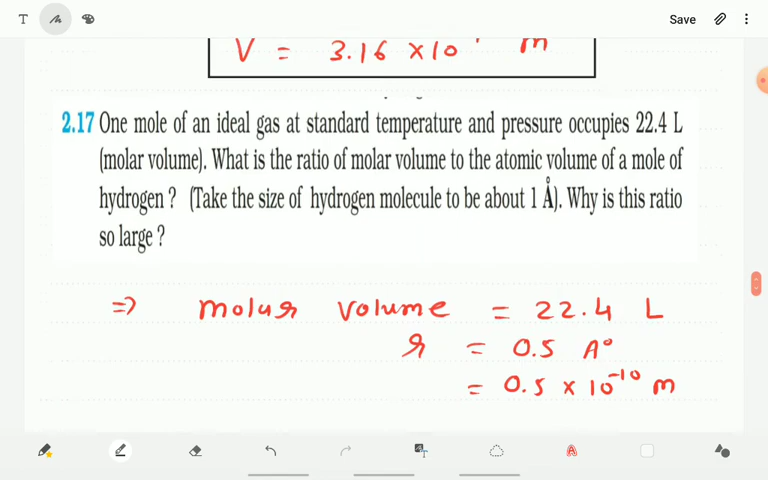 T
Save
V = 3.16 × 10 m
2.17 One mole of an ideal gas at standard temperature and pressure occupies 22.4 L
(molar volume). What is the ratio of molar volume to the atomic volume of a mole of
hydrogen ? (Take the size of hydrogen molecule to be about 1 Å). Why is this ratio
so large ?
=> molar volume = 22.4 L
r = 0.5 A°
= 0.5 × 10⁻¹⁰ m